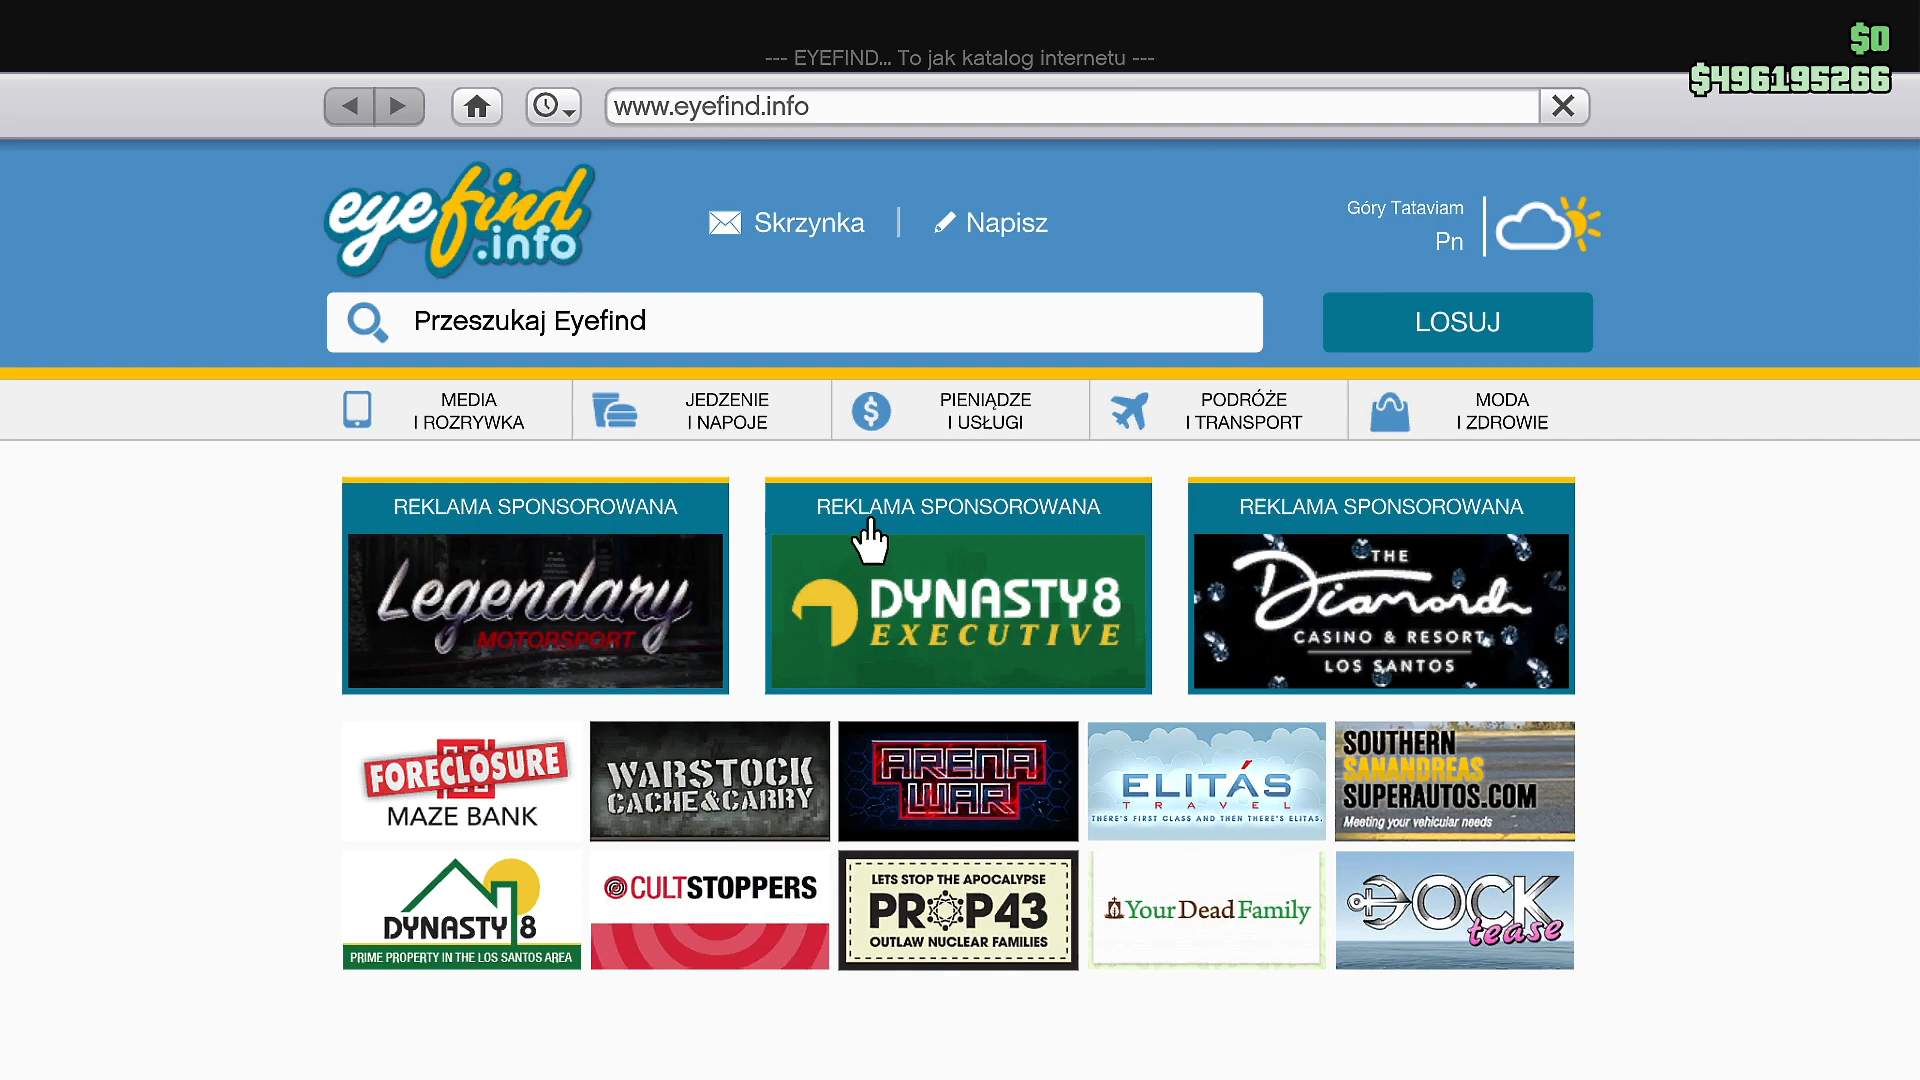 $0
--- EYEFIND... To jak katalog internetu ---
$496195266
www.eyefind.info
eyefind.info
Skrzynka
Napisz
Góry Tataviam
Pn
Przeszukaj Eyefind
LOSUJ
MEDIA
I ROZRYWKA
JEDZENIE
I NAPOJE
PIENIĄDZE
I USŁUGI
PODRÓŻE
I TRANSPORT
MODA
I ZDROWIE
REKLAMA SPONSOROWANA
Legendary
MOTORSPORT
REKLAMA SPONSOROWANA
DYNASTY 8
EXECUTIVE
REKLAMA SPONSOROWANA
THE
Diamond
CASINO & RESORT
LOS SANTOS
FORECLOSURE
MAZE BANK
WARSTOCK
CACHE&CARRY
ARENA
WAR
ELITÁS
TRAVEL
THERE'S FIRST CLASS AND THEN THERE'S ELITAS.
SOUTHERN
SANANDREAS
SUPERAUTOS.COM
Meeting your vehicular needs
DYNASTY 8
PRIME PROPERTY IN THE LOS SANTOS AREA
CULTSTOPPERS
LETS STOP THE APOCALYPSE
PROP43
OUTLAW NUCLEAR FAMILIES
YourDeadFamily
DOCK
tease